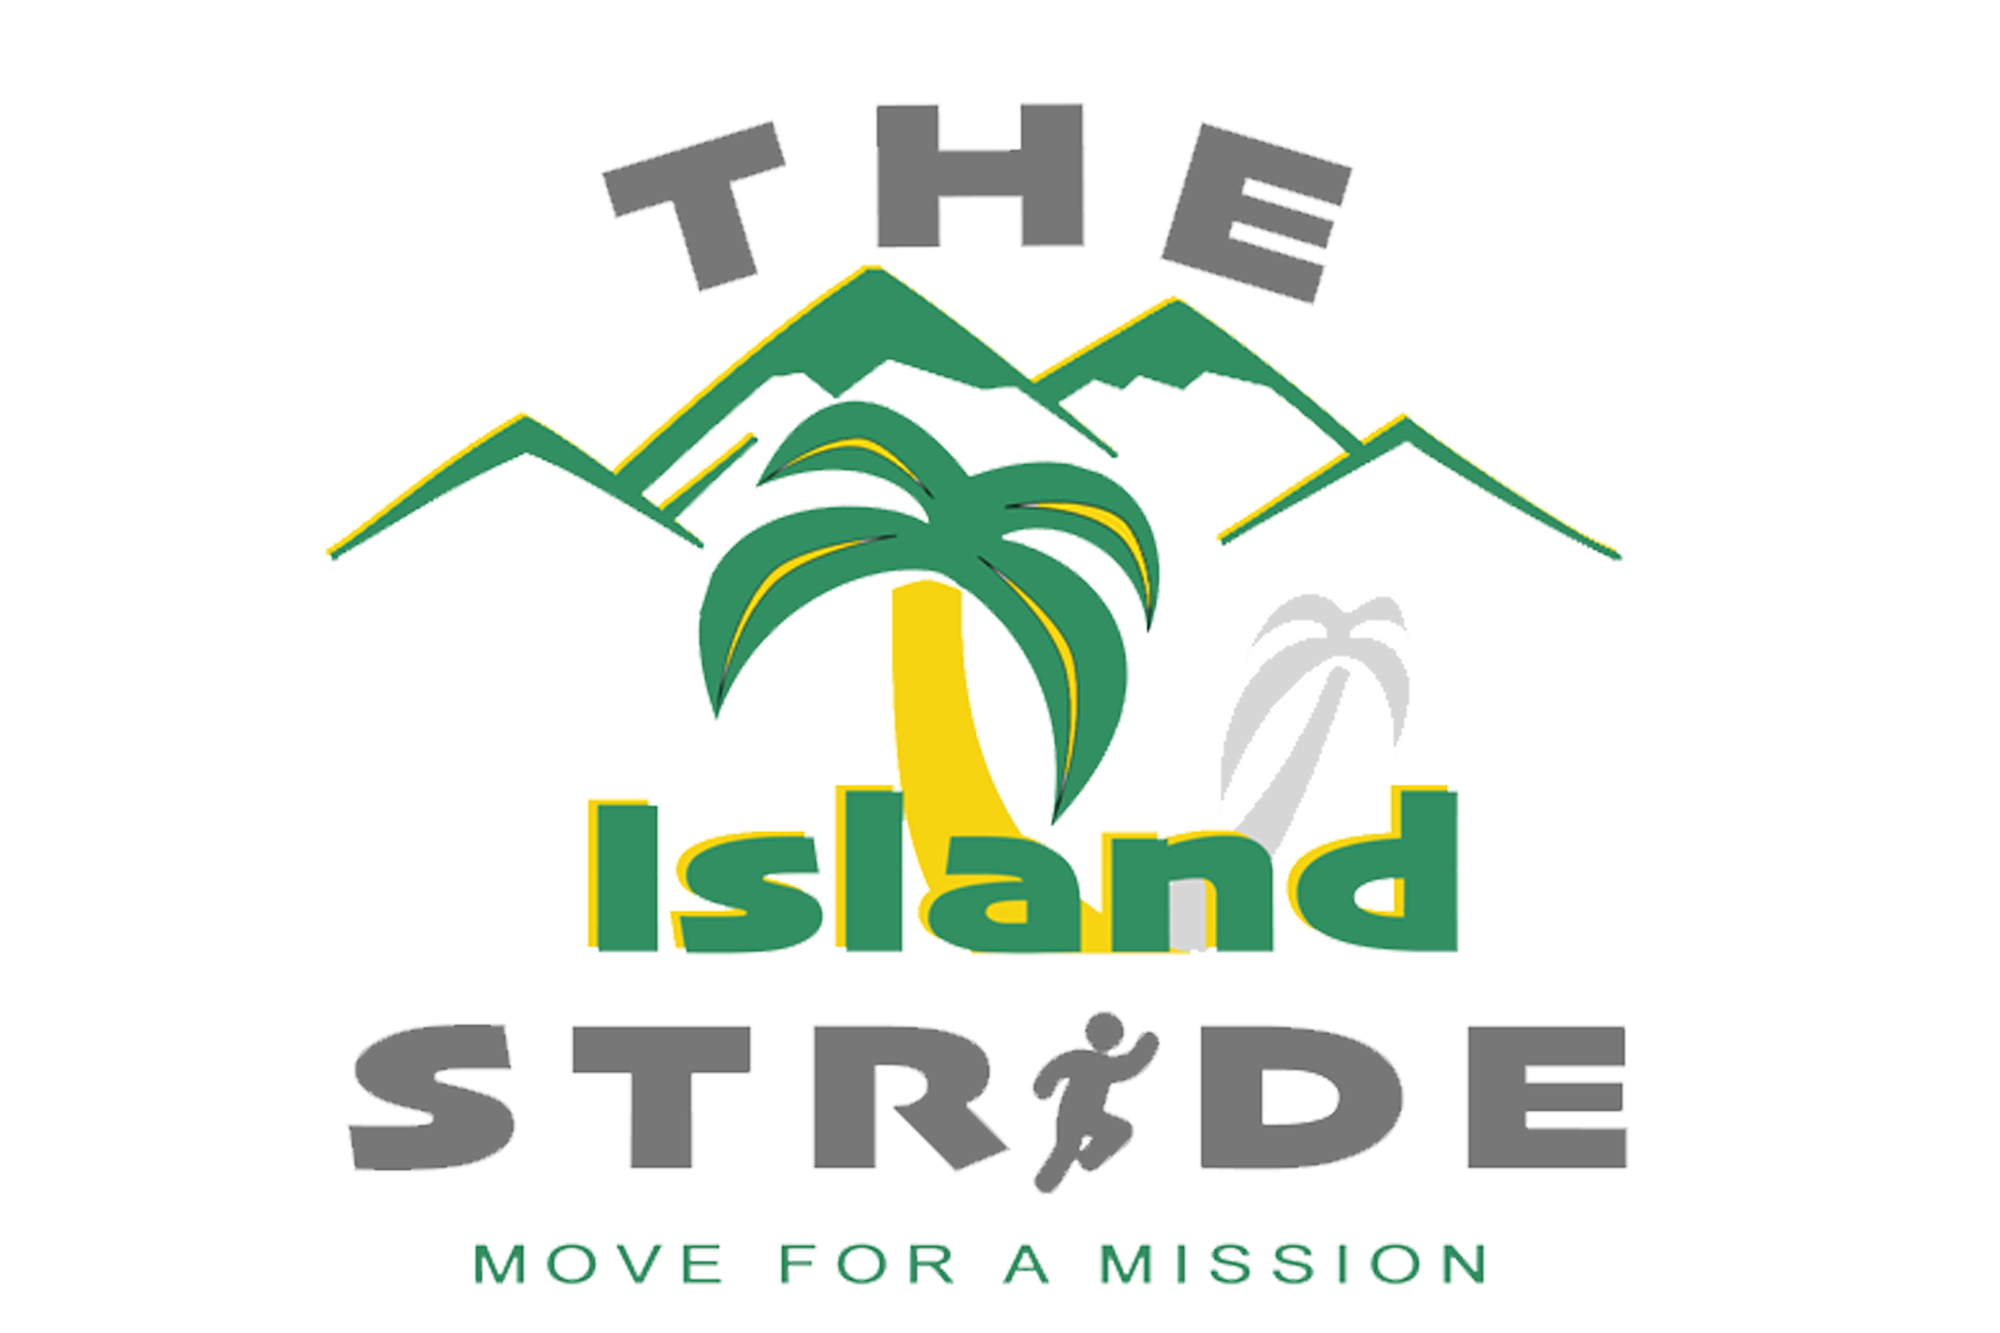 THE
Island
STRIDE
MOVE FOR A MISSION